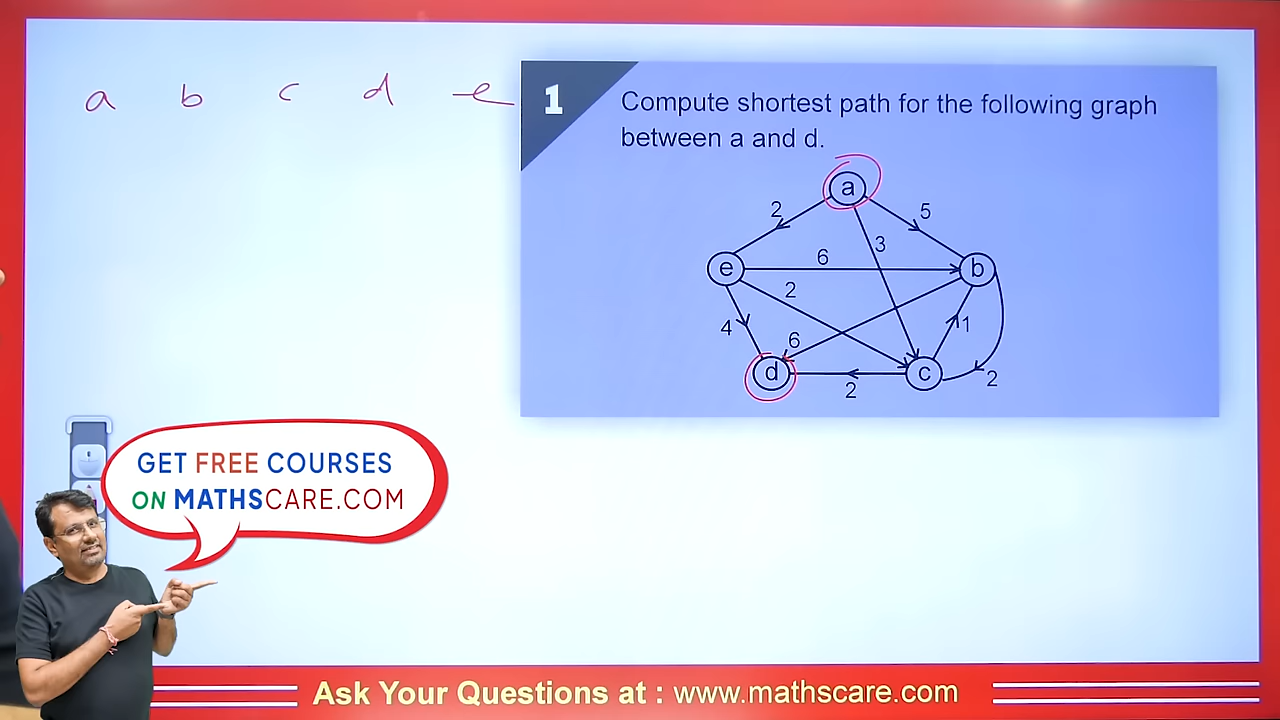 a b c d e
1
Compute shortest path for the following graph
between a and d.
a
2
5
3
e
6
b
2
4
6
1
d
c
2
2
GET FREE COURSES
ON MATHSCARE.COM
Ask Your Questions at : www.mathscare.com